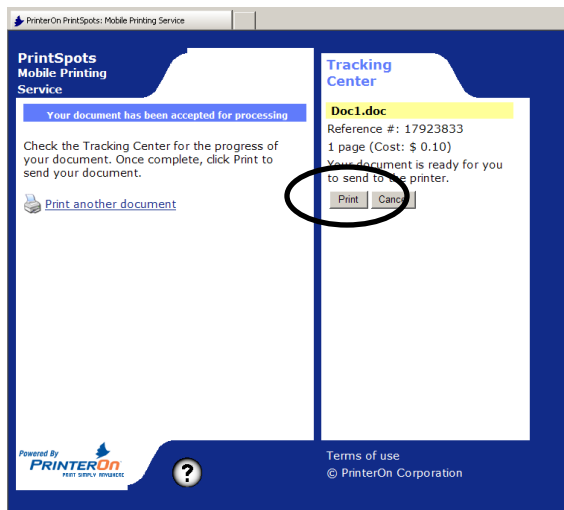 PrinterOn PrintSpots: Mobile Printing Service
PrintSpots
Mobile Printing
Service
Your document has been accepted for processing
Check the Tracking Center for the progress of
your document. Once complete, click Print to
send your document.
Print another document
Tracking
Center
Doc1.doc
Reference #: 17923833
1 page (Cost: $ 0.10)
Your document is ready for you
to send to the printer.
Print Cancel
Powered By
PRINTERON
PRINT SIMPLY ANYWHERE
?
Terms of use
© PrinterOn Corporation